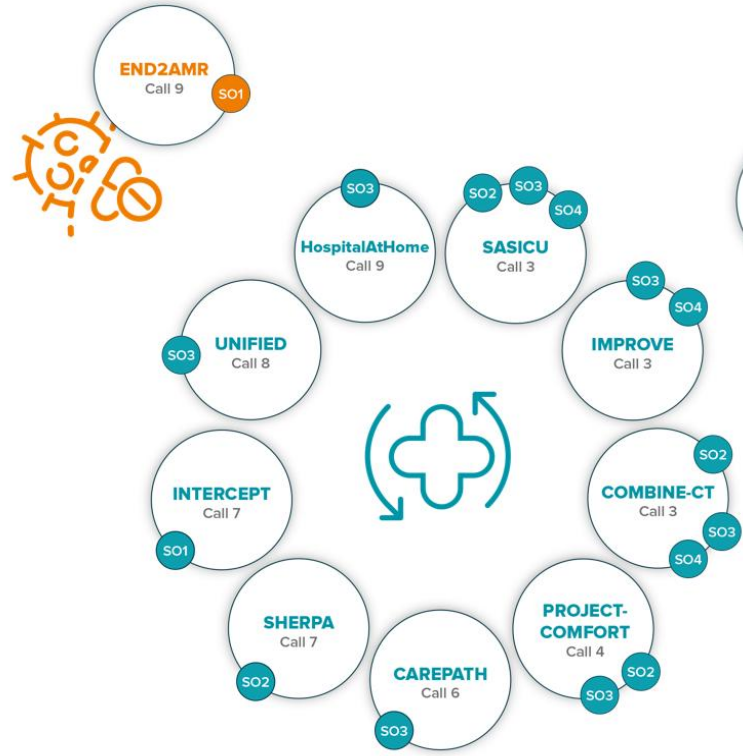 END2AMR
Call 9
SO1
SO3
HospitalAtHome
Call 9
SO2
SO3
SO4
SASICU
Call 3
SO3
SO4
IMPROVE
Call 3
SO2
COMBINE-CT
Call 3
SO3
SO4
PROJECT-
COMFORT
Call 4
SO2
SO3
CAREPATH
Call 6
SO3
SHERPA
Call 7
SO2
INTERCEPT
Call 7
SO1
UNIFIED
Call 8
SO3